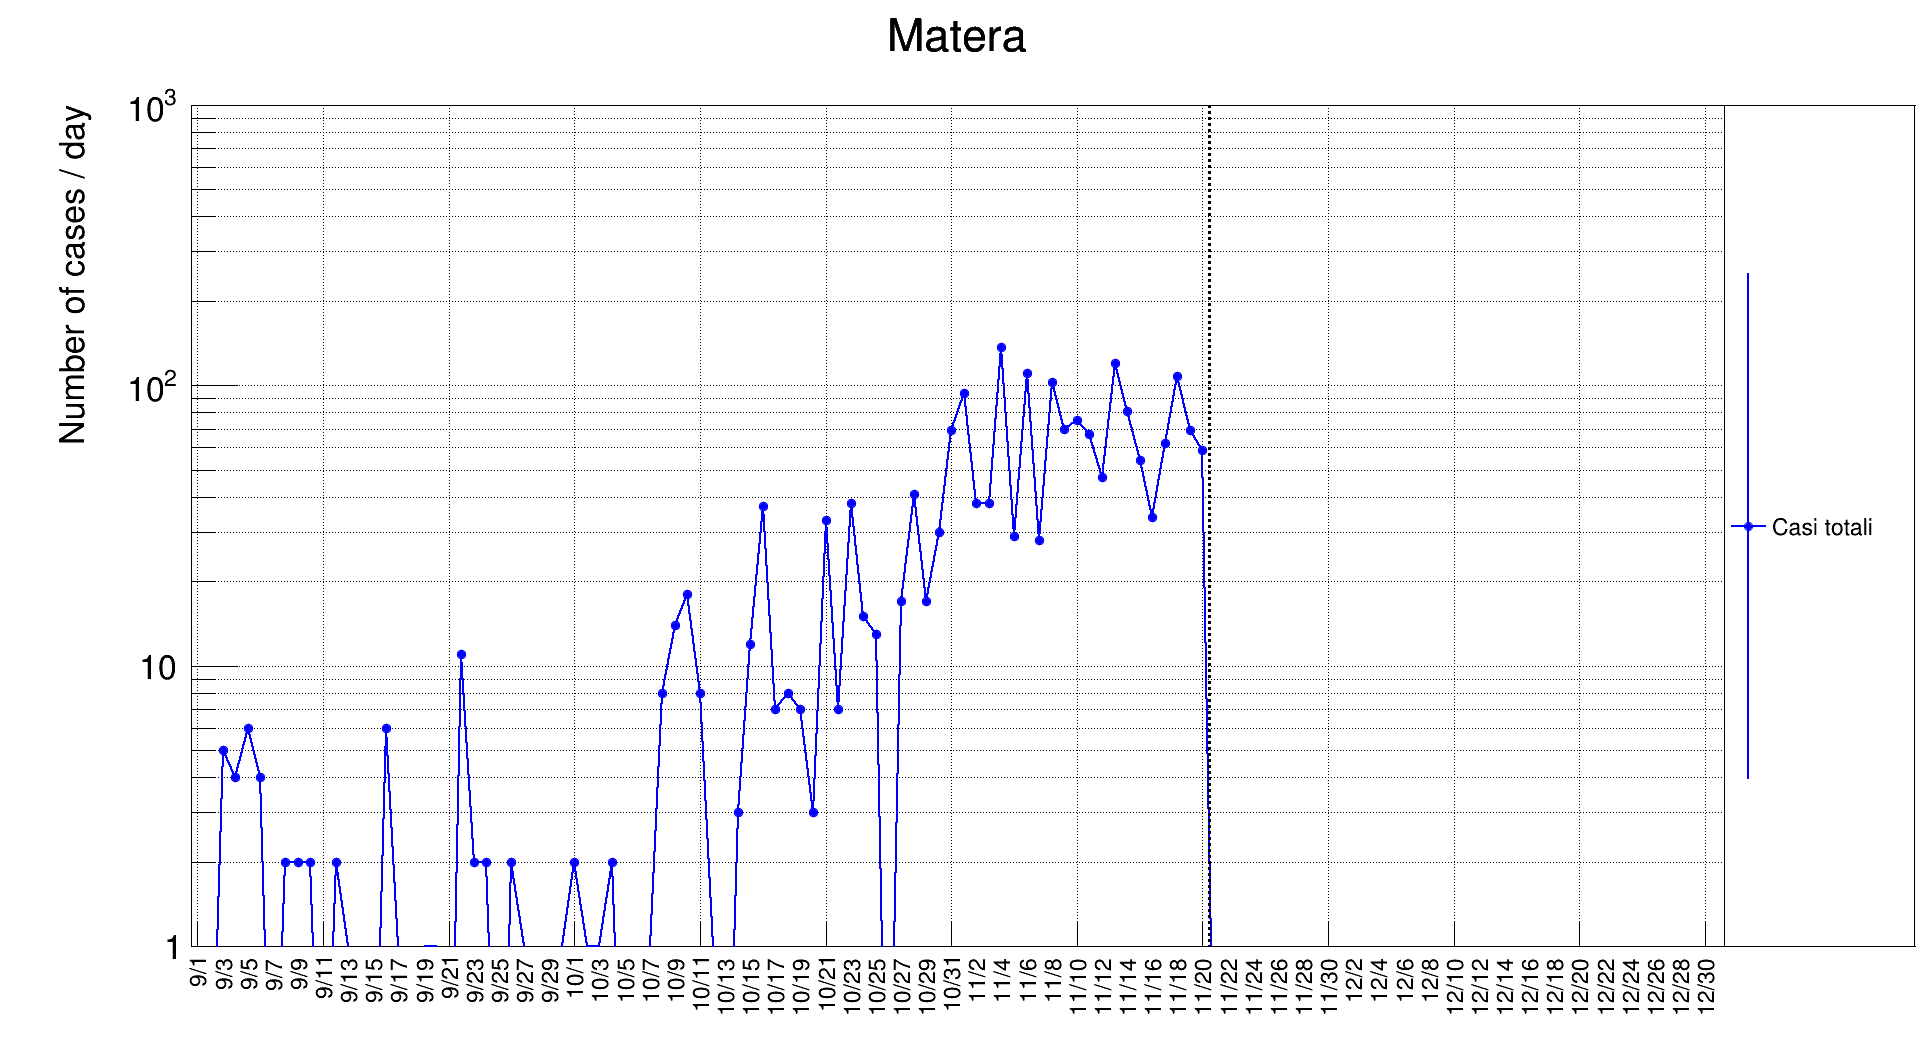 Matera
Number of cases / day
10³
10²
10
1
9/1 9/3 9/5 9/7 9/9 9/11 9/13 9/15 9/17 9/19 9/21 9/23 9/25 9/27 9/29 10/1 10/3 10/5 10/7 10/9 10/11 10/13 10/15 10/17 10/19 10/21 10/23 10/25 10/27 10/29 10/31 11/2 11/4 11/6 11/8 11/10 11/12 11/14 11/16 11/18 11/20 11/22 11/24 11/26 11/28 11/30 12/2 12/4 12/6 12/8 12/10 12/12 12/14 12/16 12/18 12/20 12/22 12/24 12/26 12/28 12/30
Casi totali